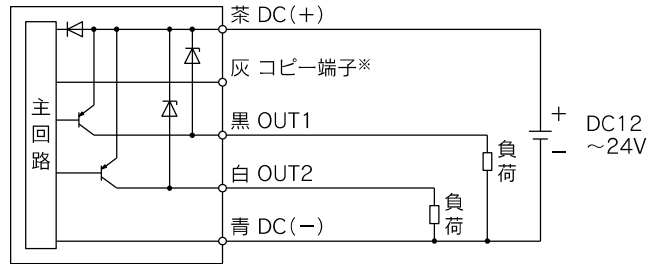 主回路
茶 DC(+)
灰 コピー端子※
黒 OUT1
白 OUT2
青 DC(−)
負荷
負荷
+
−
DC12
～24V